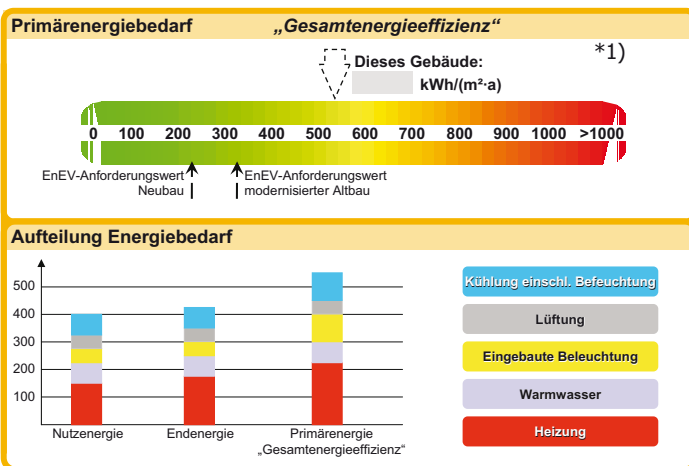 Primärenergiebedarf „Gesamtenergieeffizienz“
*1)
Dieses Gebäude:
kWh/(m²·a)
0 100 200 300 400 500 600 700 800 900 1000 >1000
EnEV-Anforderungswert
Neubau
EnEV-Anforderungswert
modernisierter Altbau
Aufteilung Energiebedarf
500
400
300
200
100
Nutzenergie
Endenergie
Primärenergie
„Gesamtenergieeffizienz“
Kühlung einschl. Befeuchtung
Lüftung
Eingebaute Beleuchtung
Warmwasser
Heizung